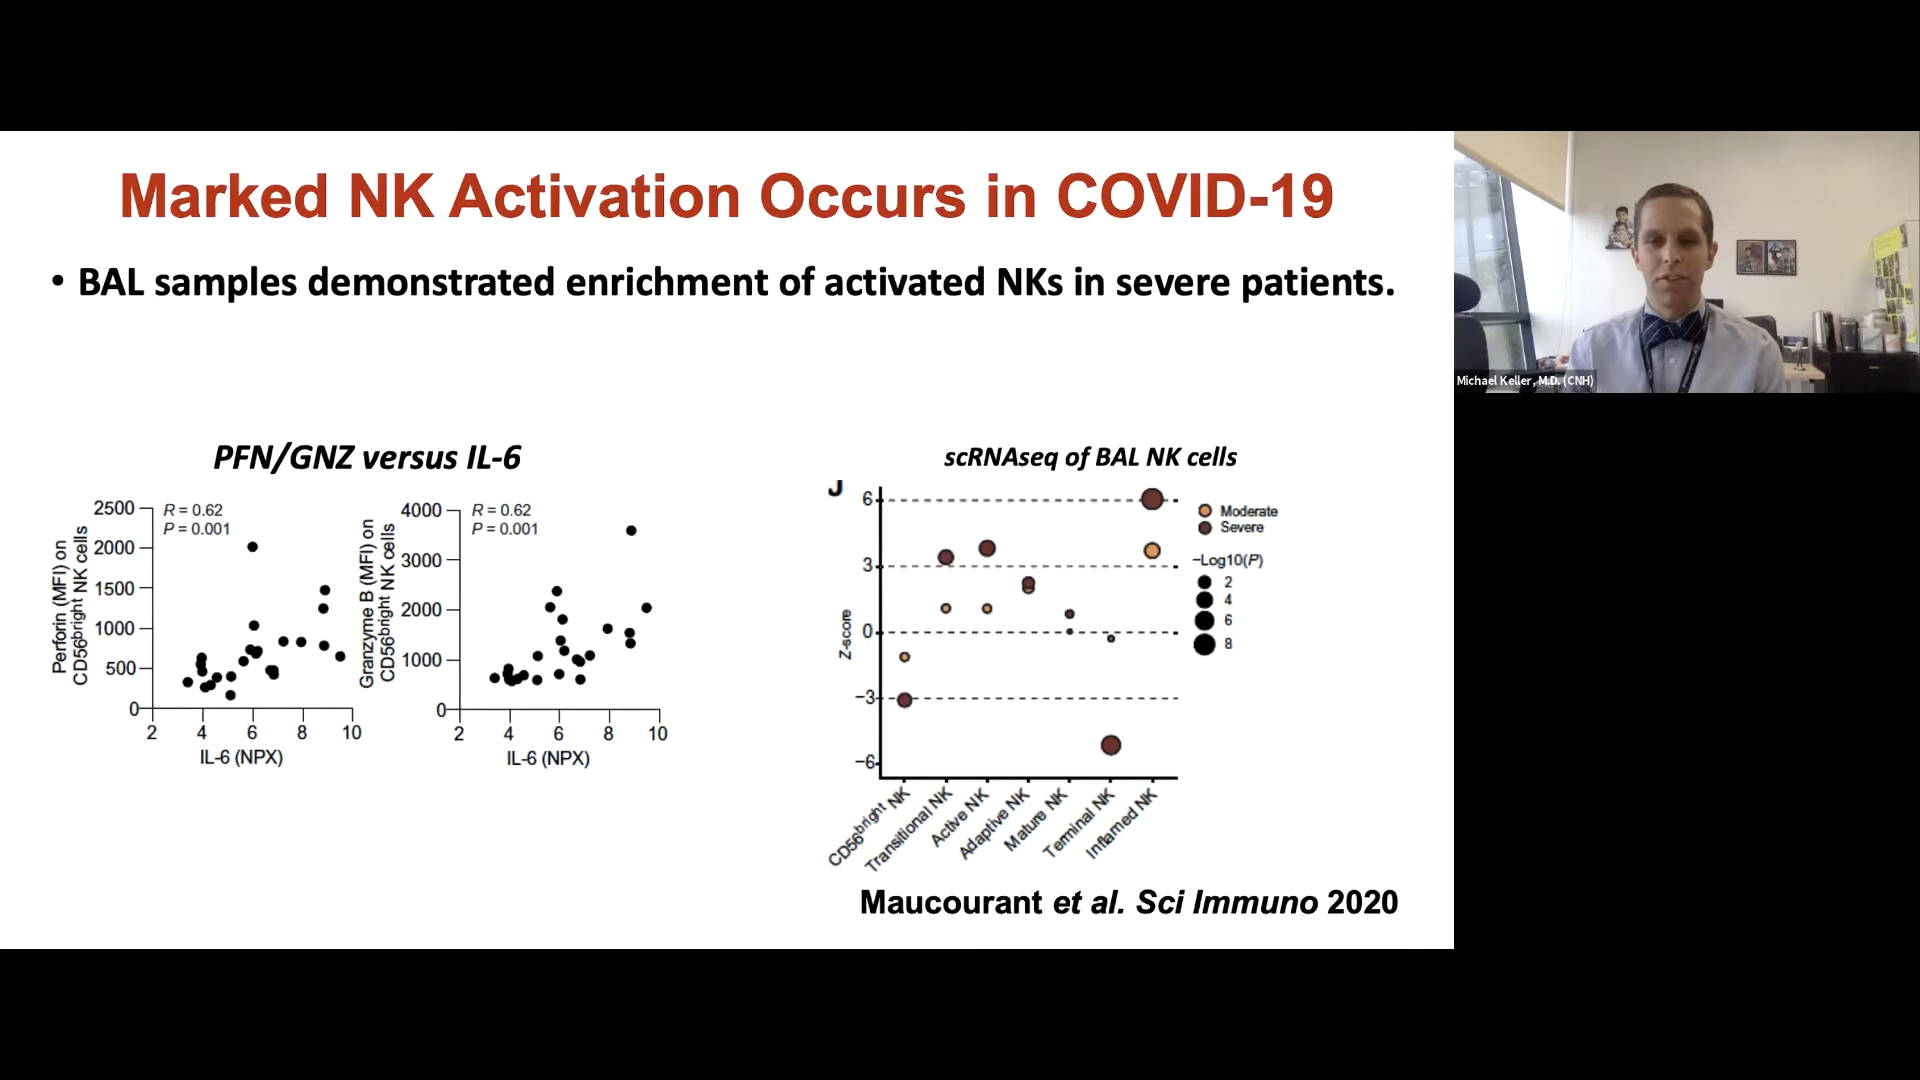 Marked NK Activation Occurs in COVID-19
• BAL samples demonstrated enrichment of activated NKs in severe patients.
Michael Keller, M.D. (CNH)
PFN/GNZ versus IL-6
Perforin (MFI) on
CD56bright NK cells
2500
2000
1500
1000
500
0
R = 0.62
P = 0.001
2 4 6 8 10
IL-6 (NPX)
Granzyme B (MFI) on
CD56bright NK cells
4000
3000
2000
1000
0
R = 0.62
P = 0.001
2 4 6 8 10
IL-6 (NPX)
scRNAseq of BAL NK cells
J
Z-score
6
3
0
−3
−6
CD56bright NK
Transitional NK
Active NK
Adaptive NK
Mature NK
Terminal NK
Inflamed NK
Moderate
Severe
−Log10(P)
2
4
6
8
Maucourant et al. Sci Immuno 2020